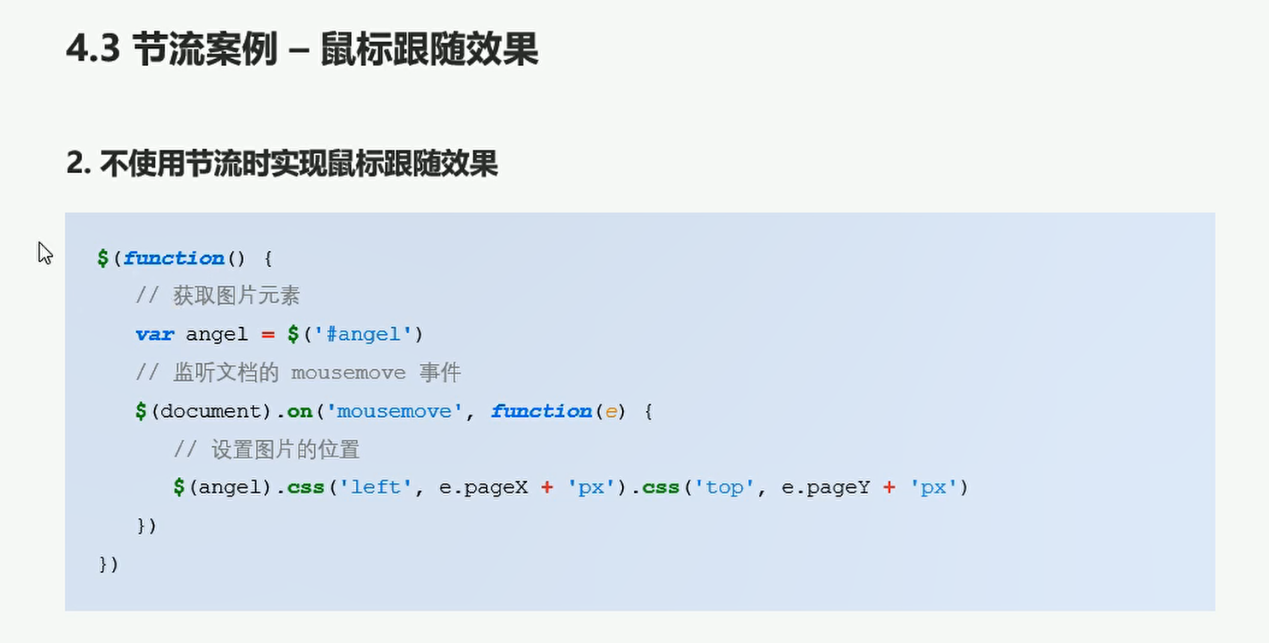 4.3 节流案例 – 鼠标跟随效果
2. 不使用节流时实现鼠标跟随效果
$(function() {
// 获取图片元素
var angel = $('#angel')
// 监听文档的 mousemove 事件
$(document).on('mousemove', function(e) {
// 设置图片的位置
$(angel).css('left', e.pageX + 'px').css('top', e.pageY + 'px')
})
})